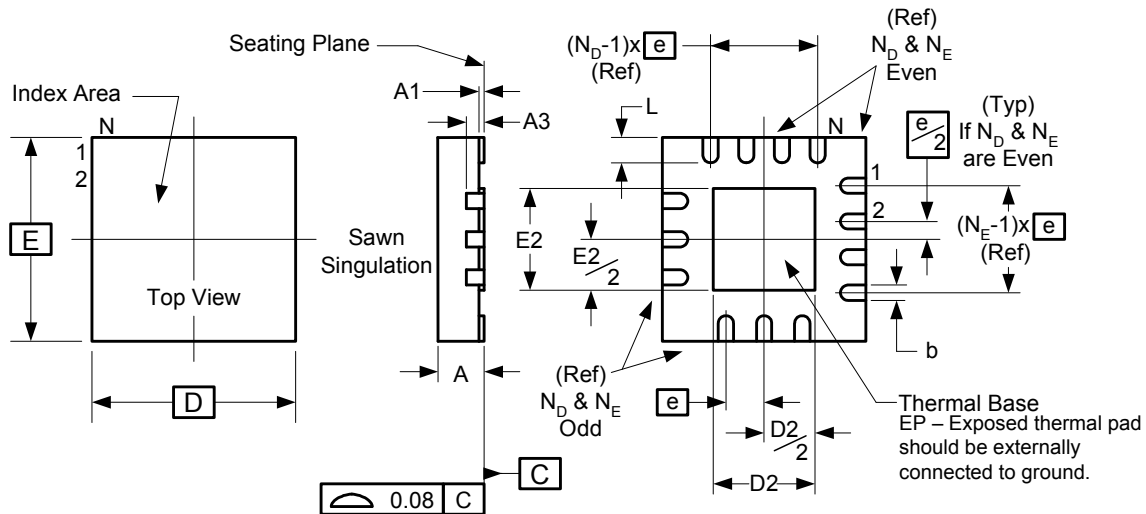 Seating Plane
Index Area
N
1
2
E
Top View
D
A1
A3
Sawn
Singulation
A
C
0.08 C
(N_D-1)x e
(Ref)
L
(Ref)
N_D & N_E
Even
N
e/2
(Typ)
If N_D & N_E
are Even
1
2
(N_E-1)x e
(Ref)
E2
E2/2
b
(Ref)
N_D & N_E
Odd
e
D2/2
D2
Thermal Base
EP – Exposed thermal pad
should be externally
connected to ground.